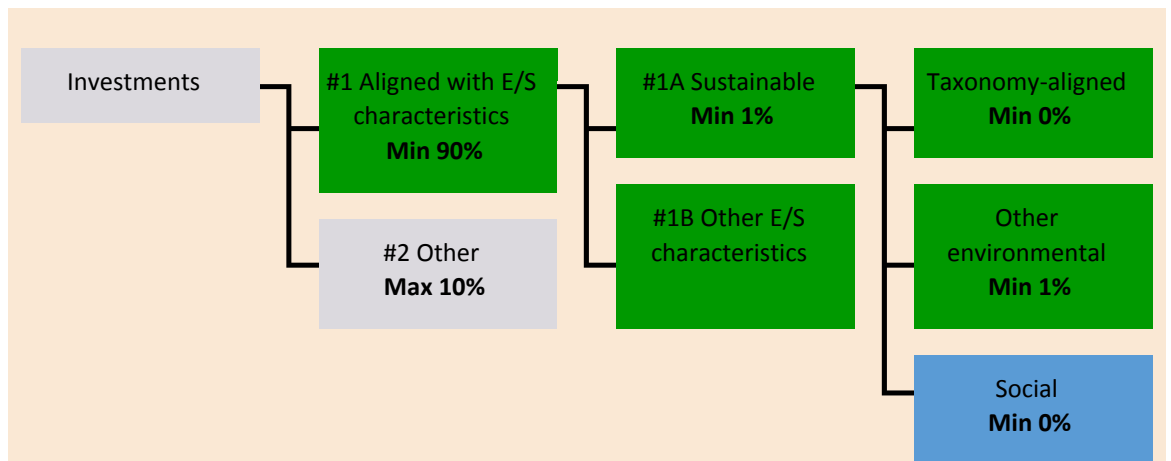 Investments
#1 Aligned with E/S
characteristics
Min 90%
#2 Other
Max 10%
#1A Sustainable
Min 1%
#1B Other E/S
characteristics
Taxonomy-aligned
Min 0%
Other
environmental
Min 1%
Social
Min 0%